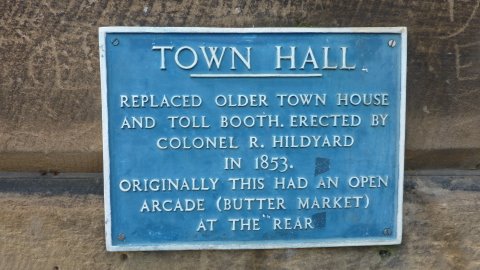 TOWN HALL
REPLACED OLDER TOWN HOUSE
AND TOLL BOOTH. ERECTED BY
COLONEL R. HILDYARD
IN 1853.
ORIGINALLY THIS HAD AN OPEN
ARCADE (BUTTER MARKET)
AT THE REAR